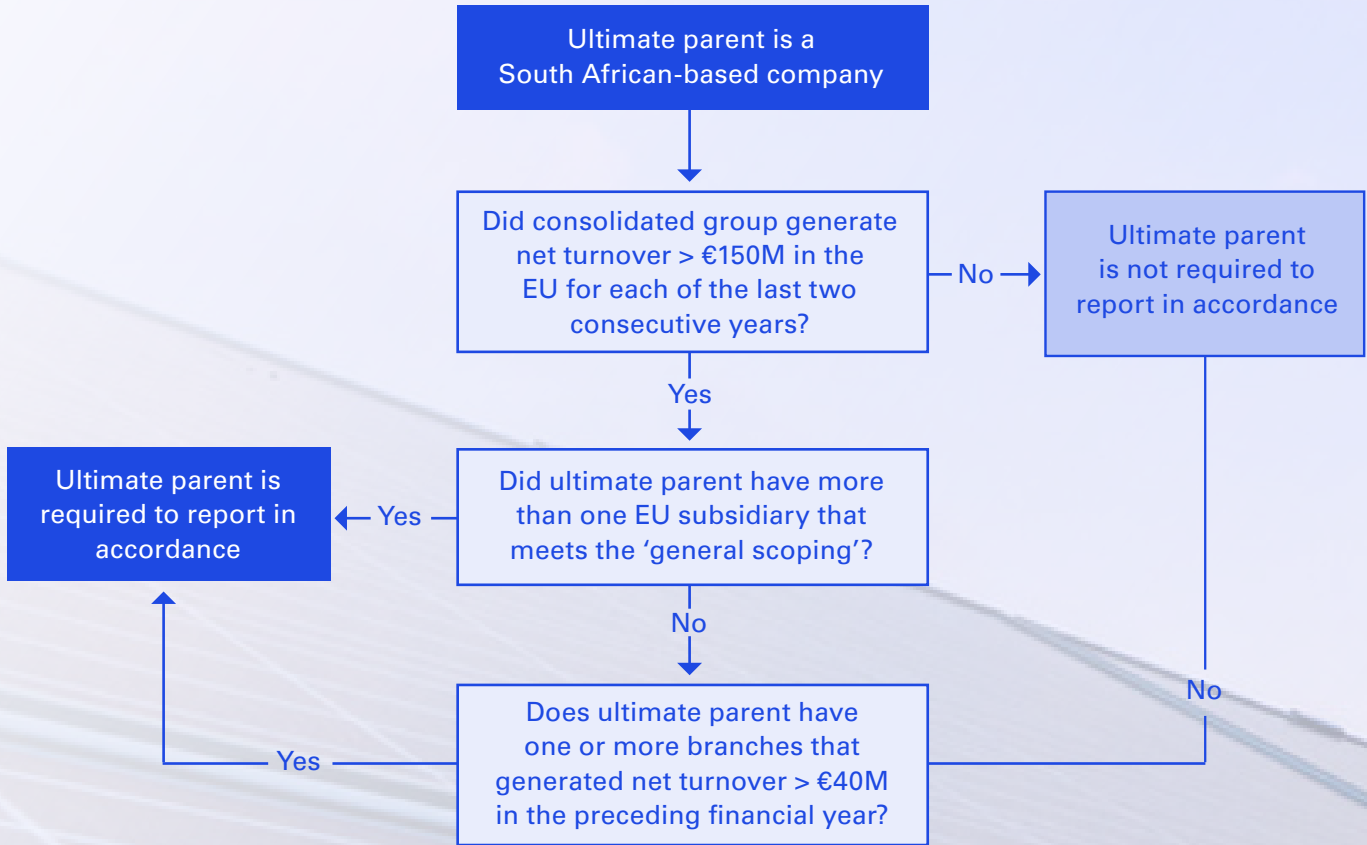 Ultimate parent is a
South African-based company
Did consolidated group generate
net turnover > €150M in the
EU for each of the last two
consecutive years?
No
Ultimate parent
is not required to
report in accordance
Yes
Ultimate parent is
required to report in
accordance
Yes
Did ultimate parent have more
than one EU subsidiary that
meets the ‘general scoping’?
No
No
Does ultimate parent have
one or more branches that
generated net turnover > €40M
in the preceding financial year?
Yes